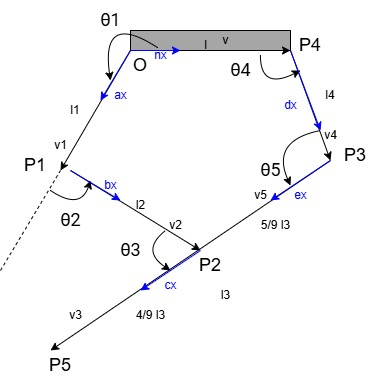 θ1
l
v
P4
nx
O
θ4
ax
dx
l4
l1
v1
v4
P1
P3
bx
θ5
ex
l2
v5
θ2
v2
5/9 l3
θ3
P2
cx
l3
v3
4/9 l3
P5